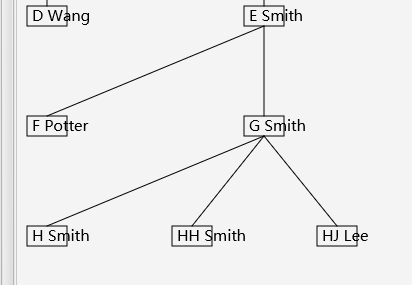 D Wang
E Smith
F Potter
G Smith
H Smith
HH Smith
HJ Lee